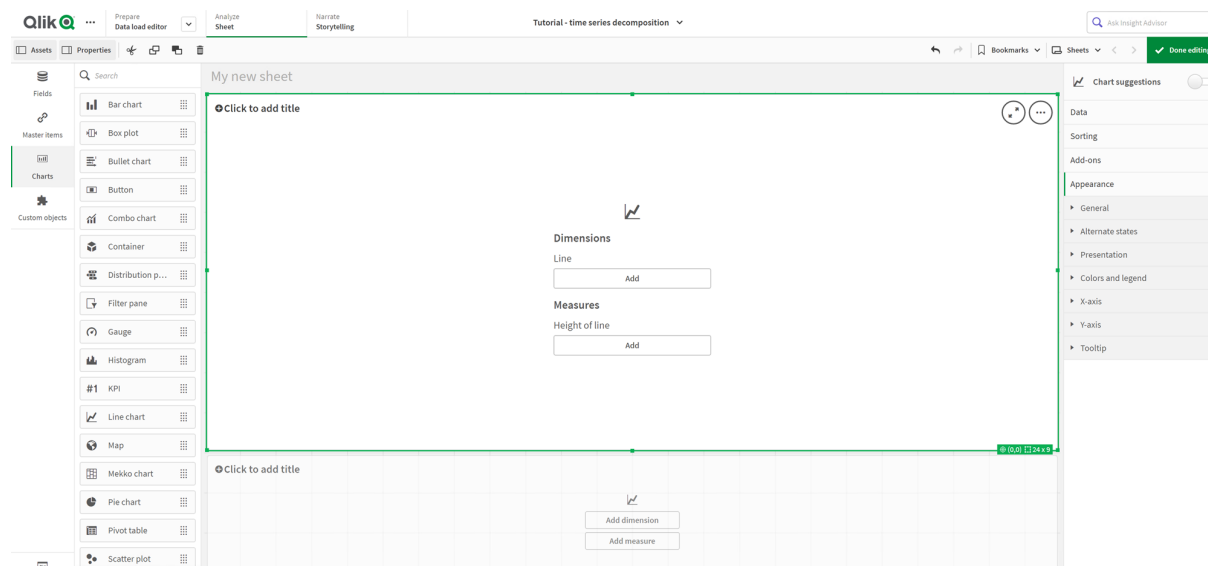 Qlik
Prepare
Data load editor
Analyze
Sheet
Narrate
Storytelling
Tutorial - time series decomposition
Ask Insight Advisor
Assets
Properties
Bookmarks
Sheets
Done editing
Fields
Master items
Charts
Custom objects
Search
Bar chart
Box plot
Bullet chart
Button
Combo chart
Container
Distribution p...
Filter pane
Gauge
Histogram
#1 KPI
Line chart
Map
Mekko chart
Pie chart
Pivot table
Scatter plot
My new sheet
Click to add title
Dimensions
Line
Add
Measures
Height of line
Add
(0,0) 24 x 9
Click to add title
Add dimension
Add measure
Chart suggestions
Data
Sorting
Add-ons
Appearance
General
Alternate states
Presentation
Colors and legend
X-axis
Y-axis
Tooltip